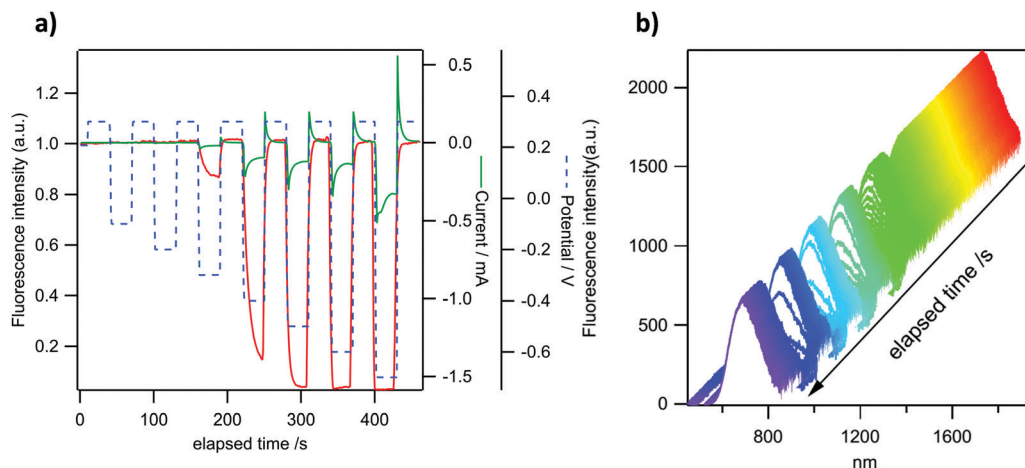 a)
Fluorescence intensity (a.u.)
1.2
1.0
0.8
0.6
0.4
0.2
0 100 200 300 400
elapsed time /s
0.5
0.0
-0.5
-1.0
-1.5
Current / mA
0.4
0.2
0.0
-0.2
-0.4
-0.6
Potential / V
b)
Fluorescence intensity(a.u.)
2000
1500
1000
500
0
800 1200 1600
nm
elapsed time /s